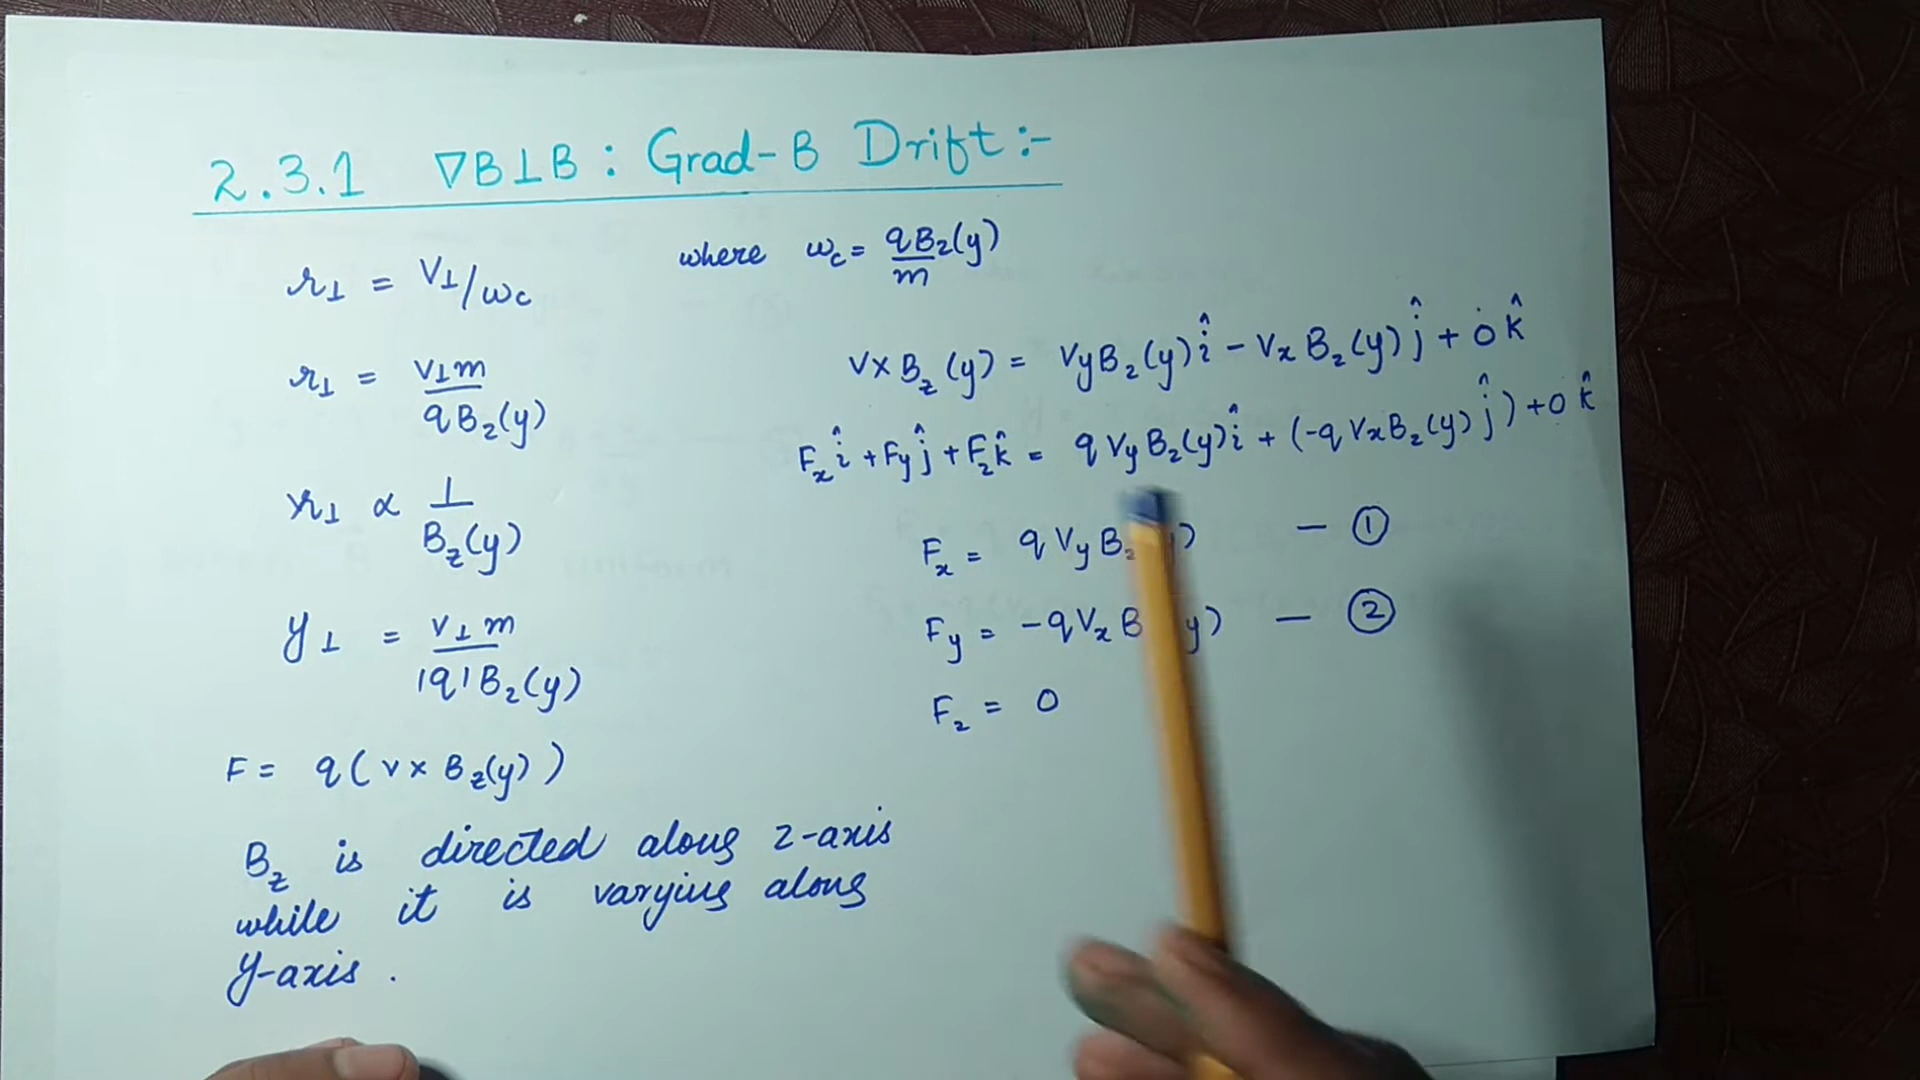 2.3.1 ∇B⊥B : Grad-B Drift :-
r⊥ = V⊥/ωc
where ωc = qBz(y)/m
r⊥ = V⊥m/qBz(y)
r⊥ ∝ 1/Bz(y)
y⊥ = V⊥m/|q|Bz(y)
F = q(v×Bz(y))
Bz is directed along z-axis
while it is varying along
y-axis.
V×Bz(y) = VyBz(y)î - VxBz(y)ĵ + 0k̂
Fxî + Fyĵ + Fzk̂ = qVyBz(y)î + (-qVxBz(y)ĵ) + 0k̂
Fx = qVyBz y) - ①
Fy = -qVxB y) - ②
Fz = 0